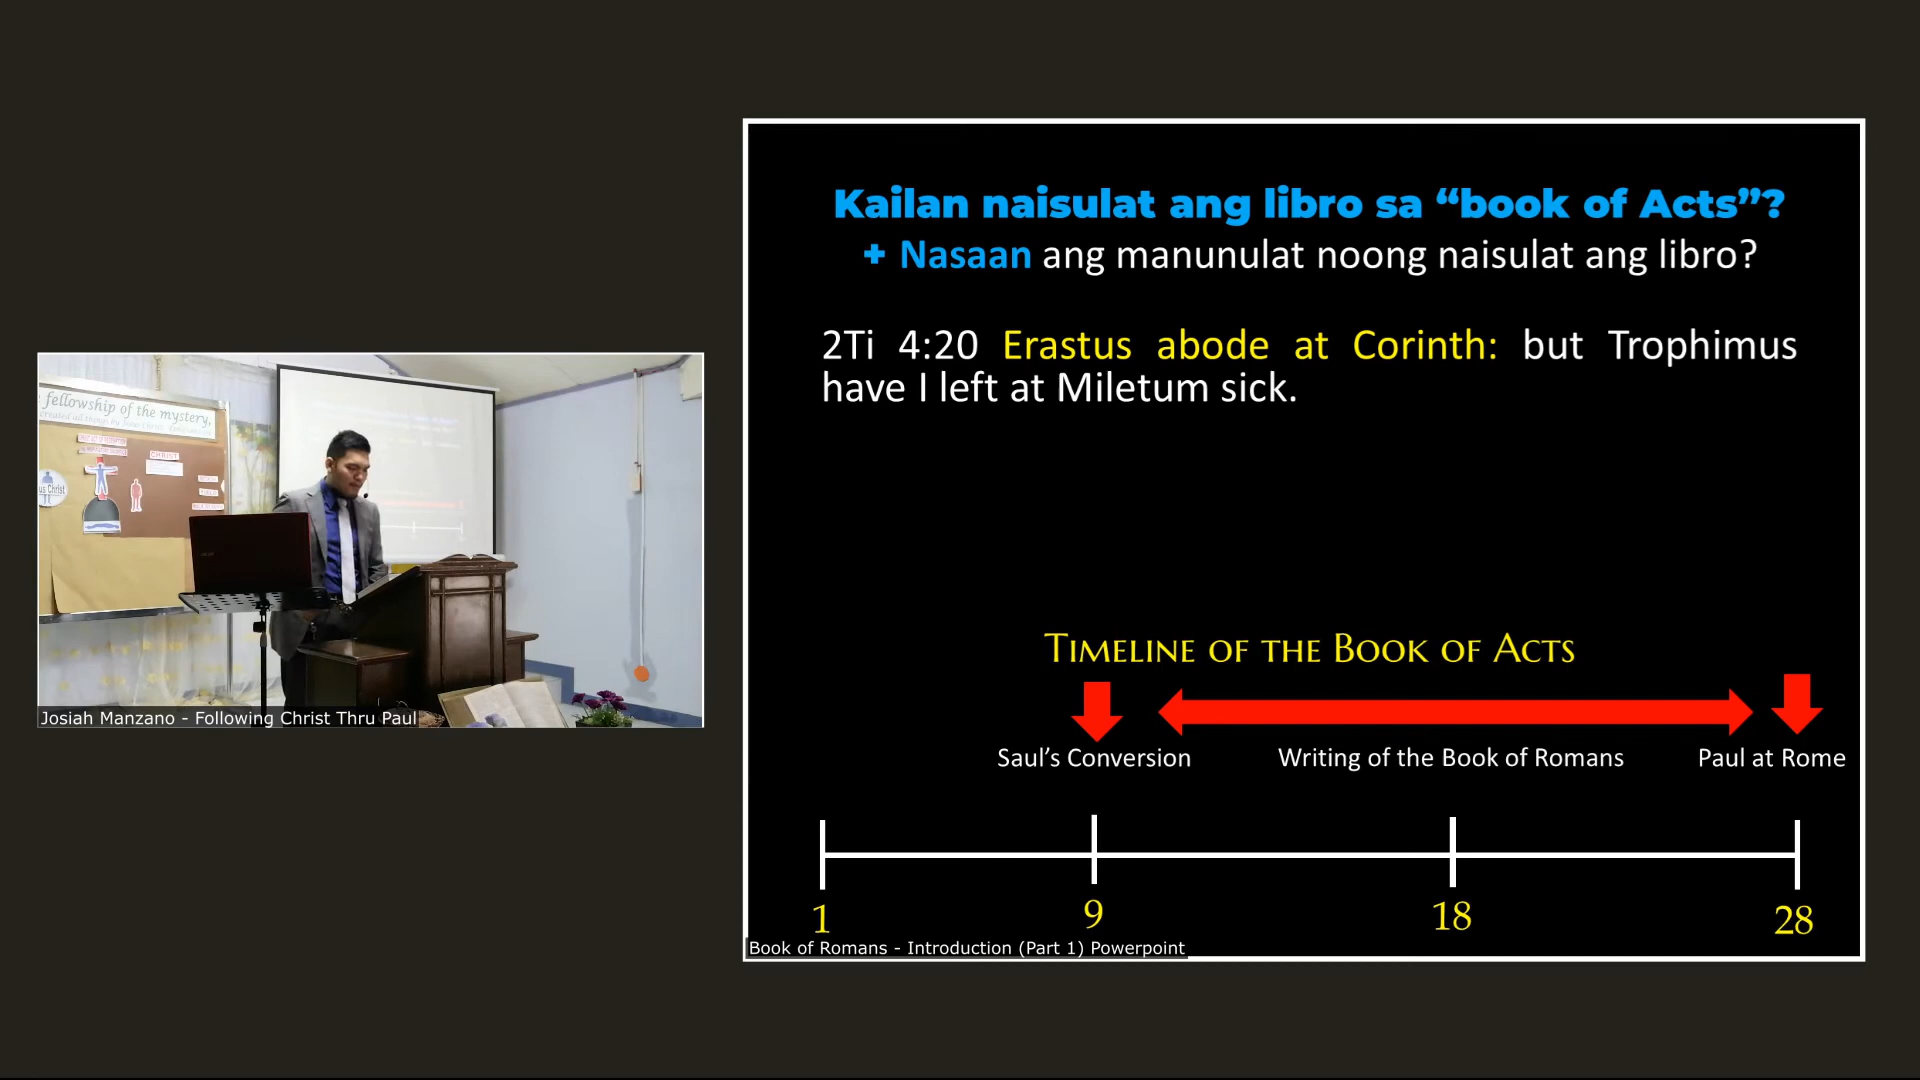 fellowship of the mystery,
CHRIST
us Christ
Josiah Manzano - Following Christ Thru Paul
Kailan naisulat ang libro sa “book of Acts”?
+ Nasaan ang manunulat noong naisulat ang libro?
2Ti 4:20 Erastus abode at Corinth: but Trophimus
have I left at Miletum sick.
Timeline of the Book of Acts
Saul’s Conversion
Writing of the Book of Romans
Paul at Rome
1
9
18
28
Book of Romans - Introduction (Part 1) Powerpoint